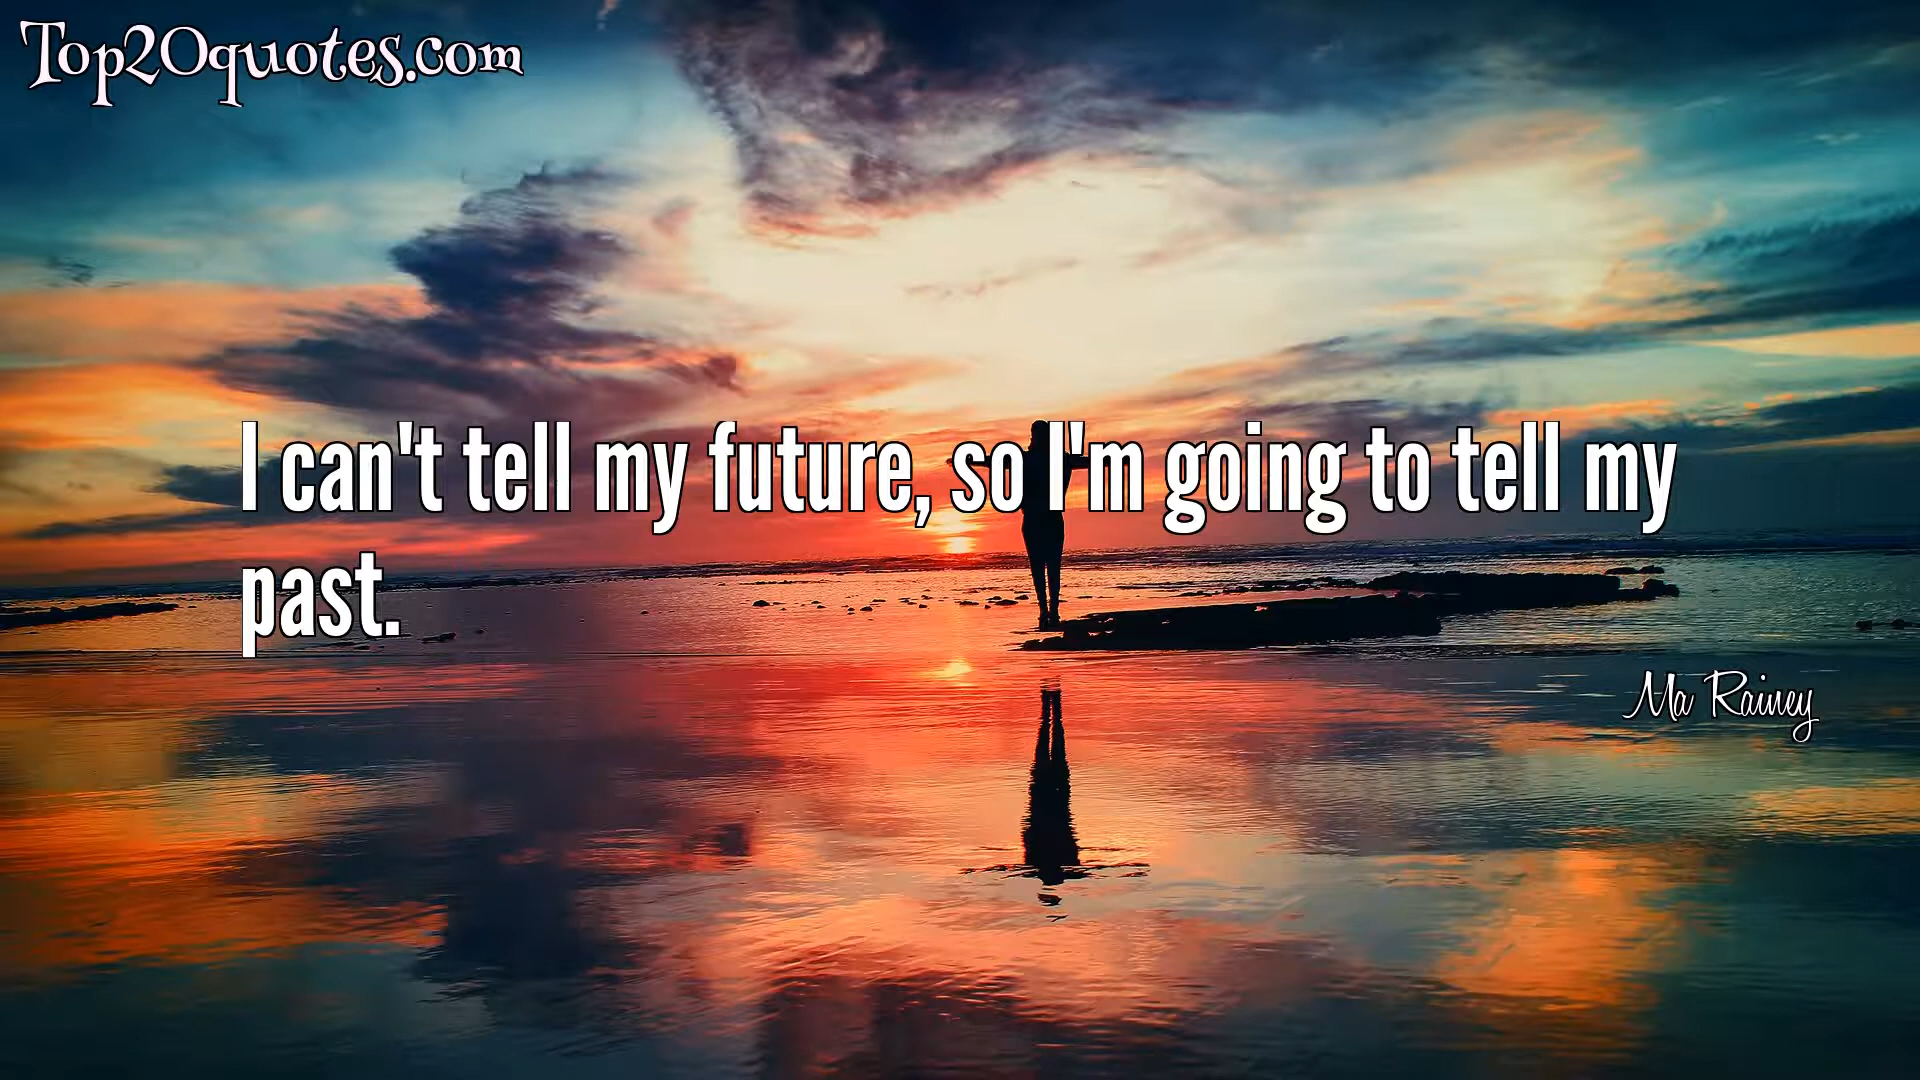 Top20quotes.com
I can't tell my future, so I'm going to tell my
past.
Ma Rainey